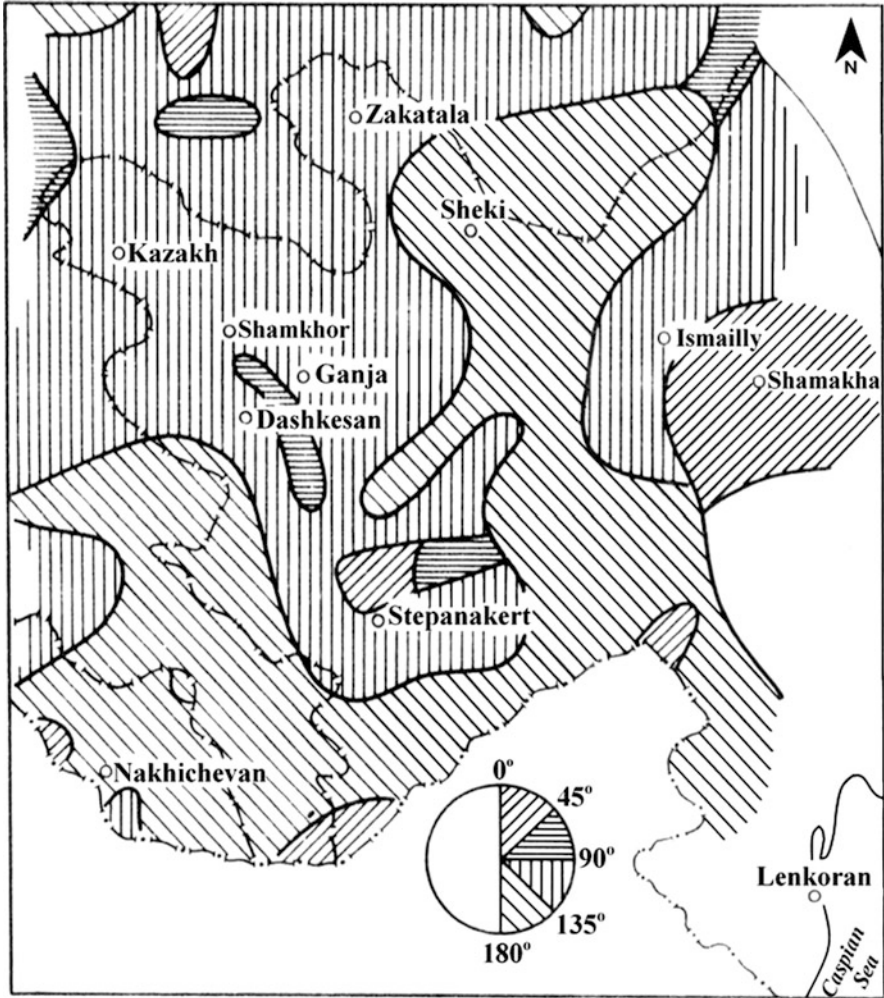 N
Zakatala
Sheki
Kazakh
Shamkhor
Ismailly
Ganja
Shamakha
Dashkesan
Stepanakert
Nakhichevan
0°
45°
90°
135°
180°
Lenkoran
Caspian
Sea